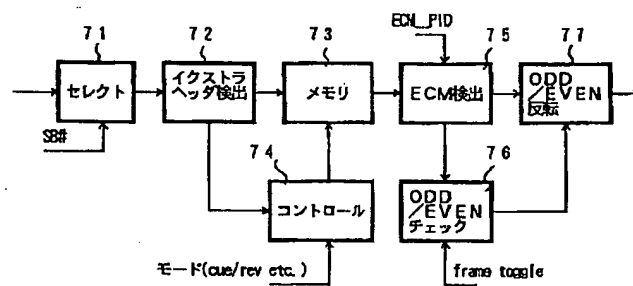 71
72
73
ECM_PID
75
77
セレクト
イクストラ
ヘッダ検出
メモリ
ECM検出
ODD
/EVEN
反転
SB#
74
76
コントロール
ODD
/EVEN
チェック
モード(cue/rev etc.)
frame toggle